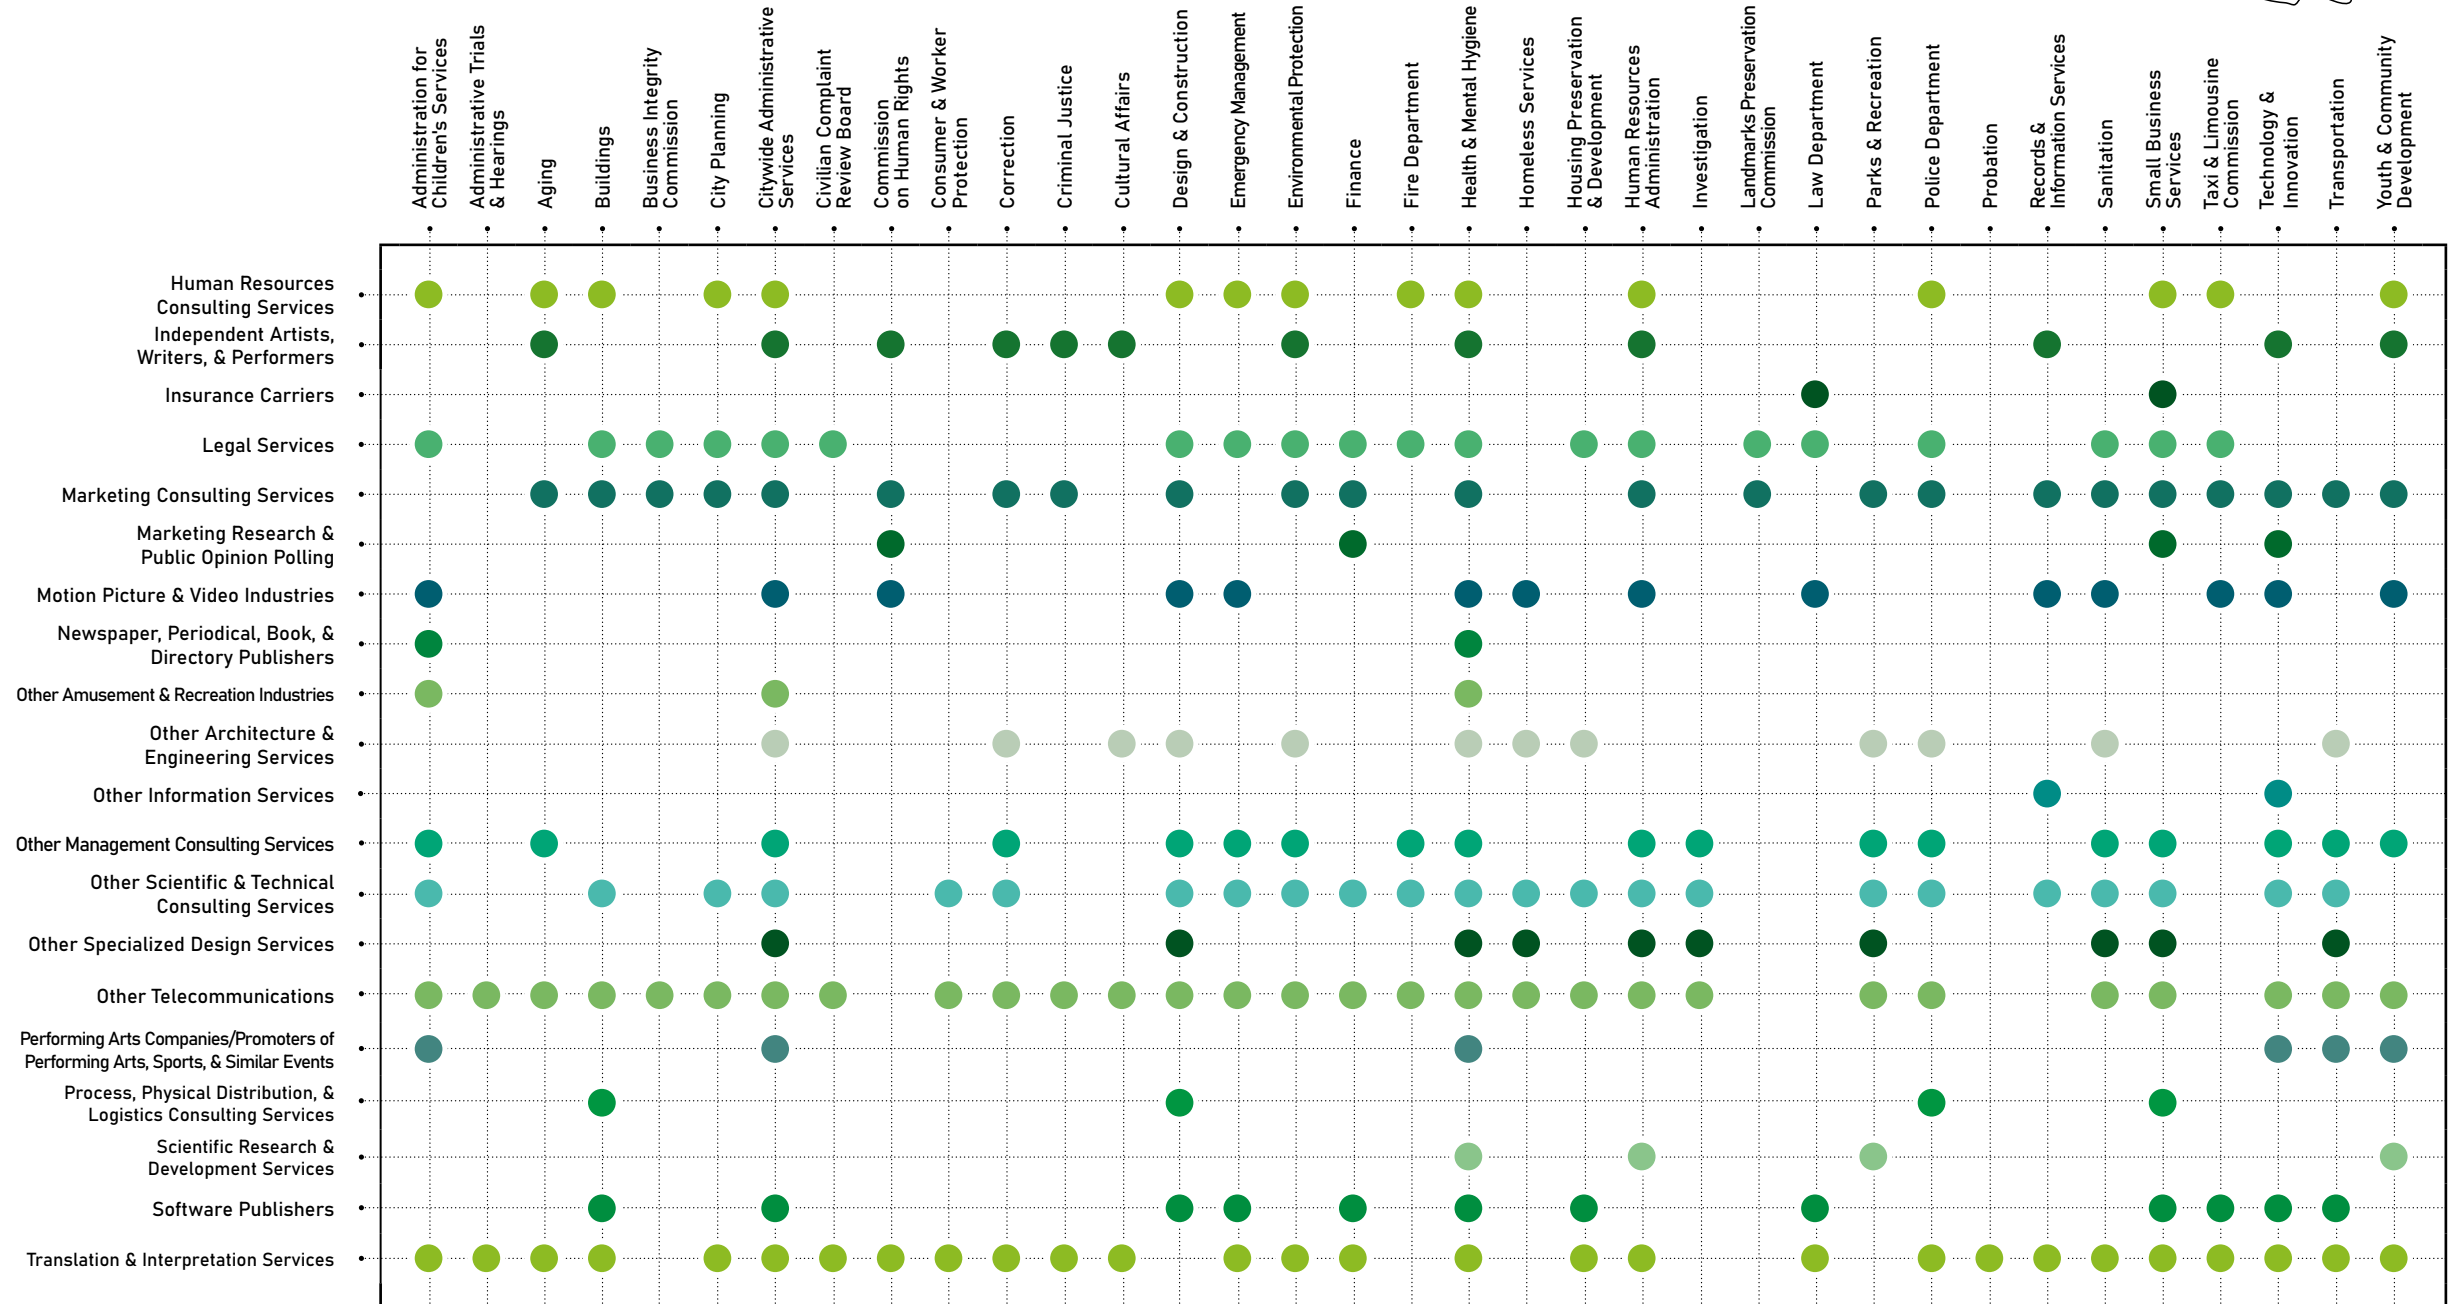 Administration for
Children's Services
Administrative Trials
& Hearings
Aging
Buildings
Business Integrity
Commission
City Planning
Citywide Administrative
Services
Civilian Complaint
Review Board
Commission
on Human Rights
Consumer & Worker
Protection
Correction
Criminal Justice
Cultural Affairs
Design & Construction
Emergency Management
Environmental Protection
Finance
Fire Department
Health & Mental Hygiene
Homeless Services
Housing Preservation
& Development
Human Resources
Administration
Investigation
Landmarks Preservation
Commission
Law Department
Parks & Recreation
Police Department
Probation
Records &
Information Services
Sanitation
Small Business
Services
Taxi & Limousine
Commission
Technology &
Innovation
Transportation
Youth & Community
Development
Human Resources
Consulting Services
Independent Artists,
Writers, & Performers
Insurance Carriers
Legal Services
Marketing Consulting Services
Marketing Research &
Public Opinion Polling
Motion Picture & Video Industries
Newspaper, Periodical, Book, &
Directory Publishers
Other Amusement & Recreation Industries
Other Architecture &
Engineering Services
Other Information Services
Other Management Consulting Services
Other Scientific & Technical
Consulting Services
Other Specialized Design Services
Other Telecommunications
Performing Arts Companies/Promoters of
Performing Arts, Sports, & Similar Events
Process, Physical Distribution, &
Logistics Consulting Services
Scientific Research &
Development Services
Software Publishers
Translation & Interpretation Services